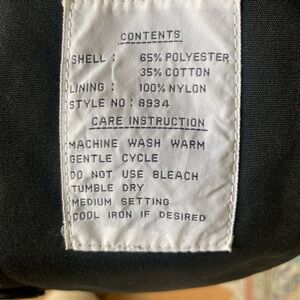 CONTENTS
SHELL : 65% POLYESTER
35% COTTON
LINING : 100% NYLON
STYLE NO : 8934
CARE INSTRUCTION
MACHINE WASH WARM
GENTLE CYCLE
DO NOT USE BLEACH
TUMBLE DRY
MEDIUM SETTING
COOL IRON IF DESIRED